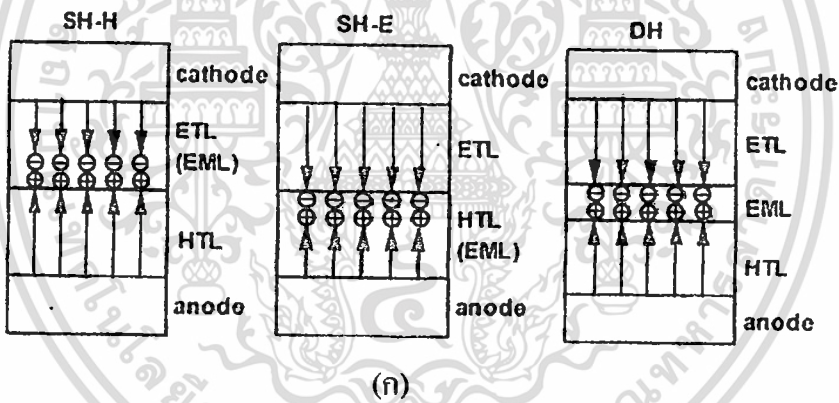 SH-H
SH-E
DH
cathode
ETL
(EML)
HTL
anode
cathode
ETL
HTL
(EML)
anode
cathode
ETL
EML
HTL
anode
(ก)